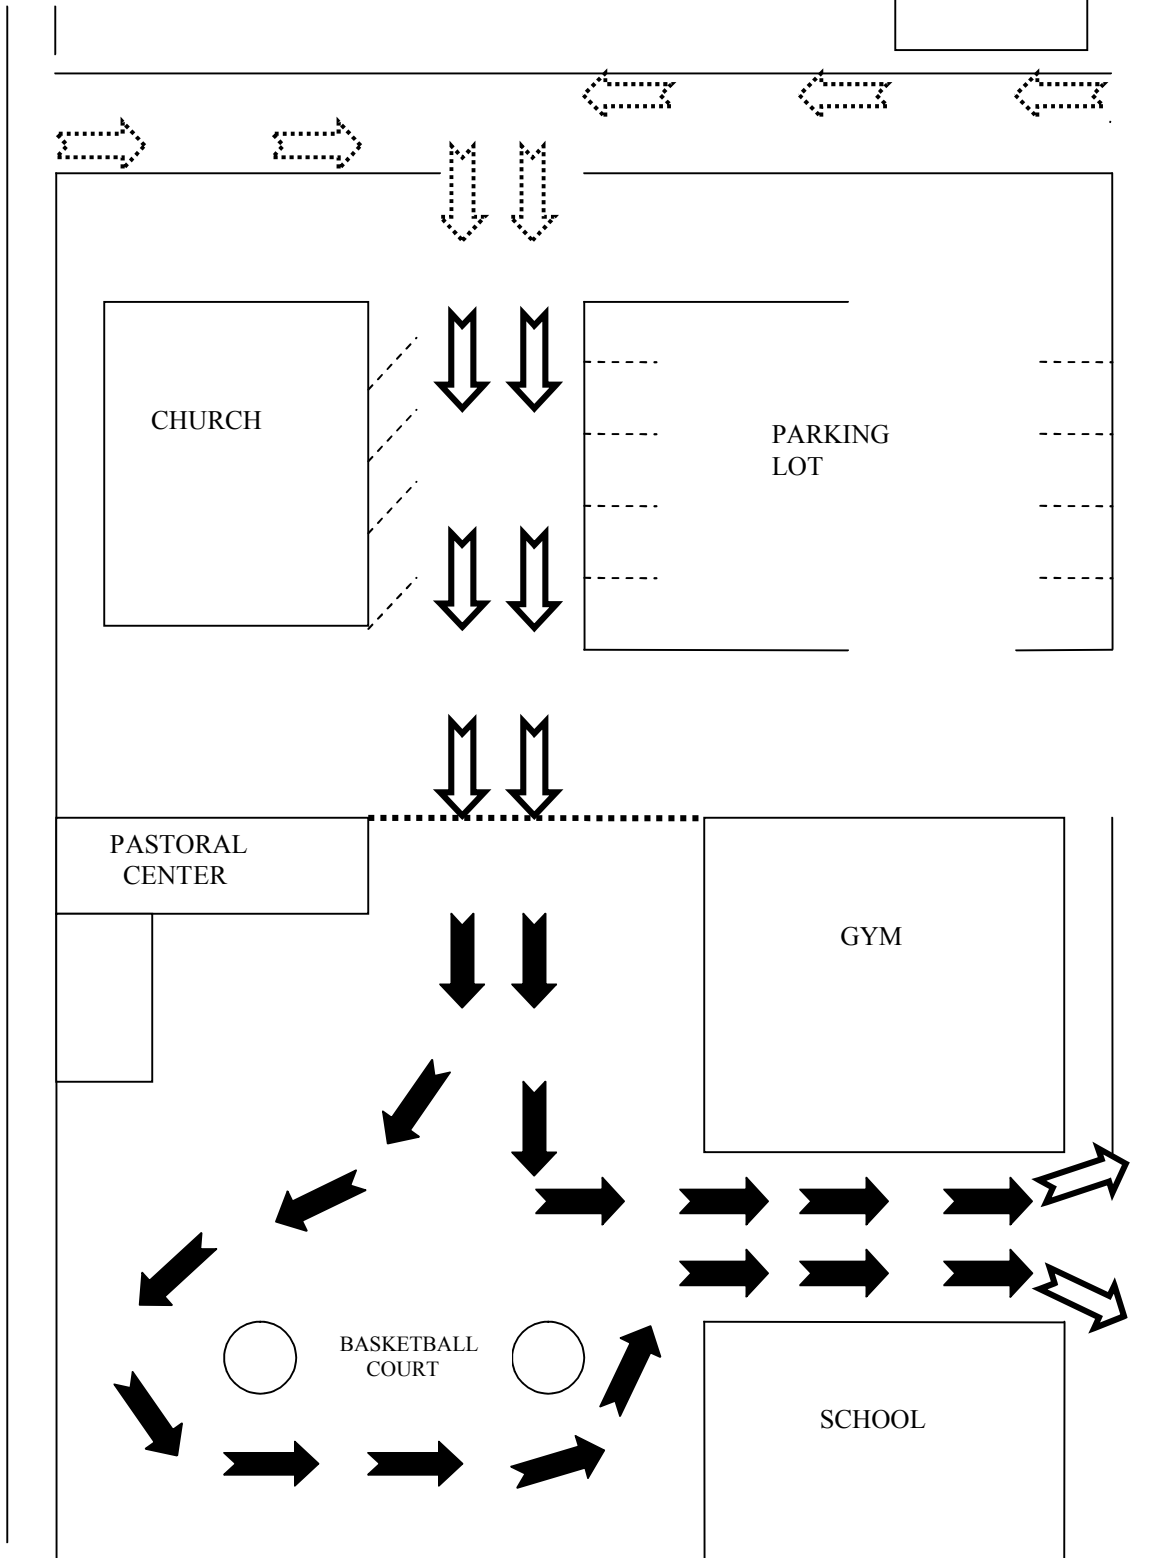 CHURCH
PARKING
LOT
PASTORAL
CENTER
GYM
BASKETBALL
COURT
SCHOOL